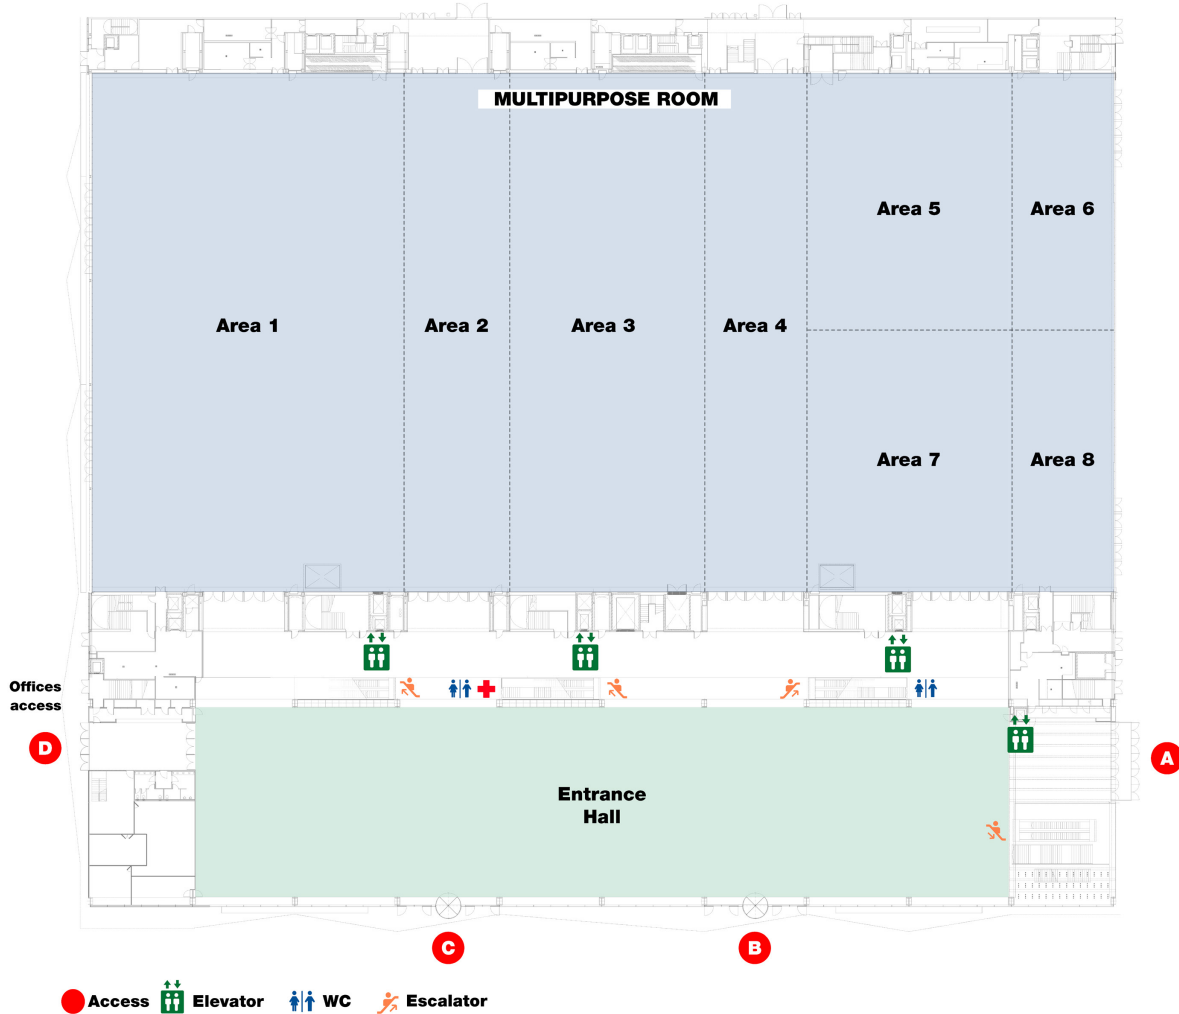 MULTIPURPOSE ROOM
Area 5
Area 6
Area 1
Area 2
Area 3
Area 4
Area 7
Area 8
Offices
access
D
A
Entrance
Hall
C
B
Access
Elevator
WC
Escalator